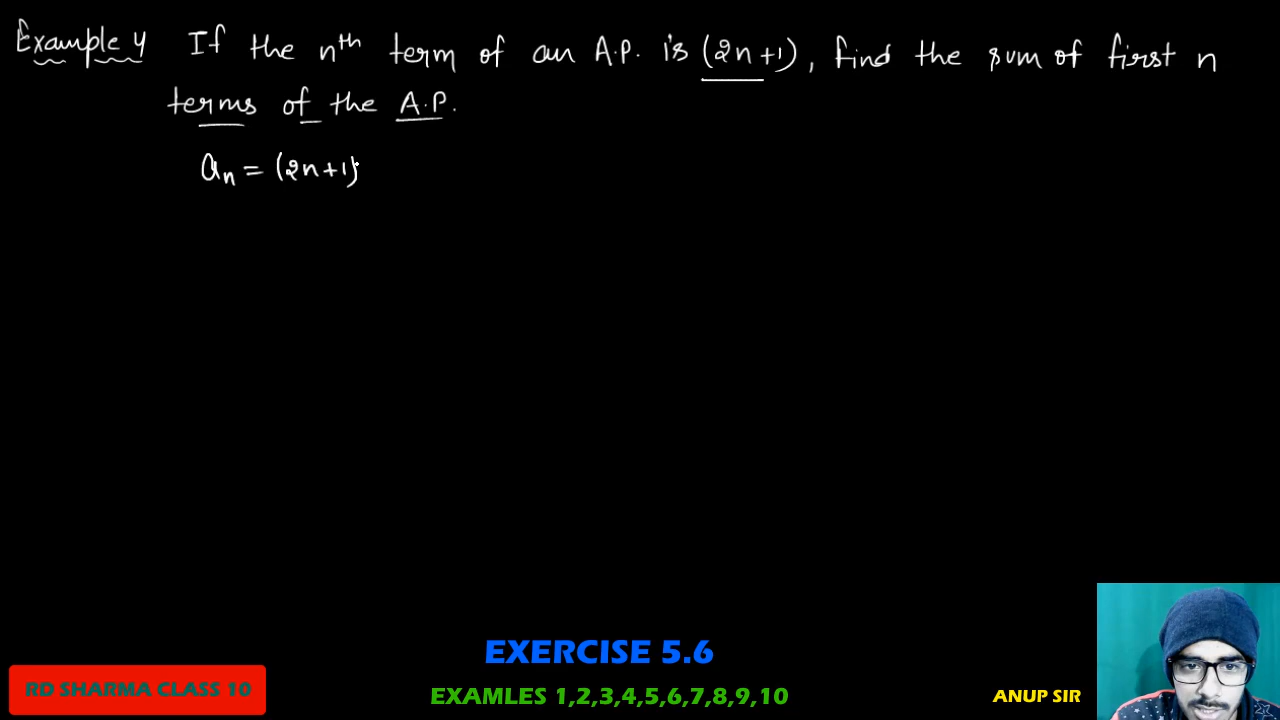 Example 4 If the nth term of an A.P. is (2n+1), find the sum of first n
terms of the A.P.
an = (2n+1)
EXERCISE 5.6
RD SHARMA CLASS 10
EXAMLES 1,2,3,4,5,6,7,8,9,10
ANUP SIR